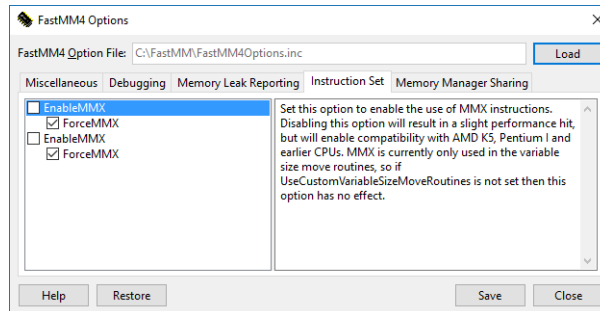 FastMM4 Options
FastMM4 Option File: C:\FastMM\FastMM4Options.inc Load
Miscellaneous Debugging Memory Leak Reporting Instruction Set Memory Manager Sharing
EnableMMX
ForceMMX
EnableMMX
ForceMMX
Set this option to enable the use of MMX instructions.
Disabling this option will result in a slight performance hit,
but will enable compatibility with AMD K5, Pentium I and
earlier CPUs. MMX is currently only used in the variable
size move routines, so if
UseCustomVariableSizeMoveRoutines is not set then this
option has no effect.
Help Restore Save Close